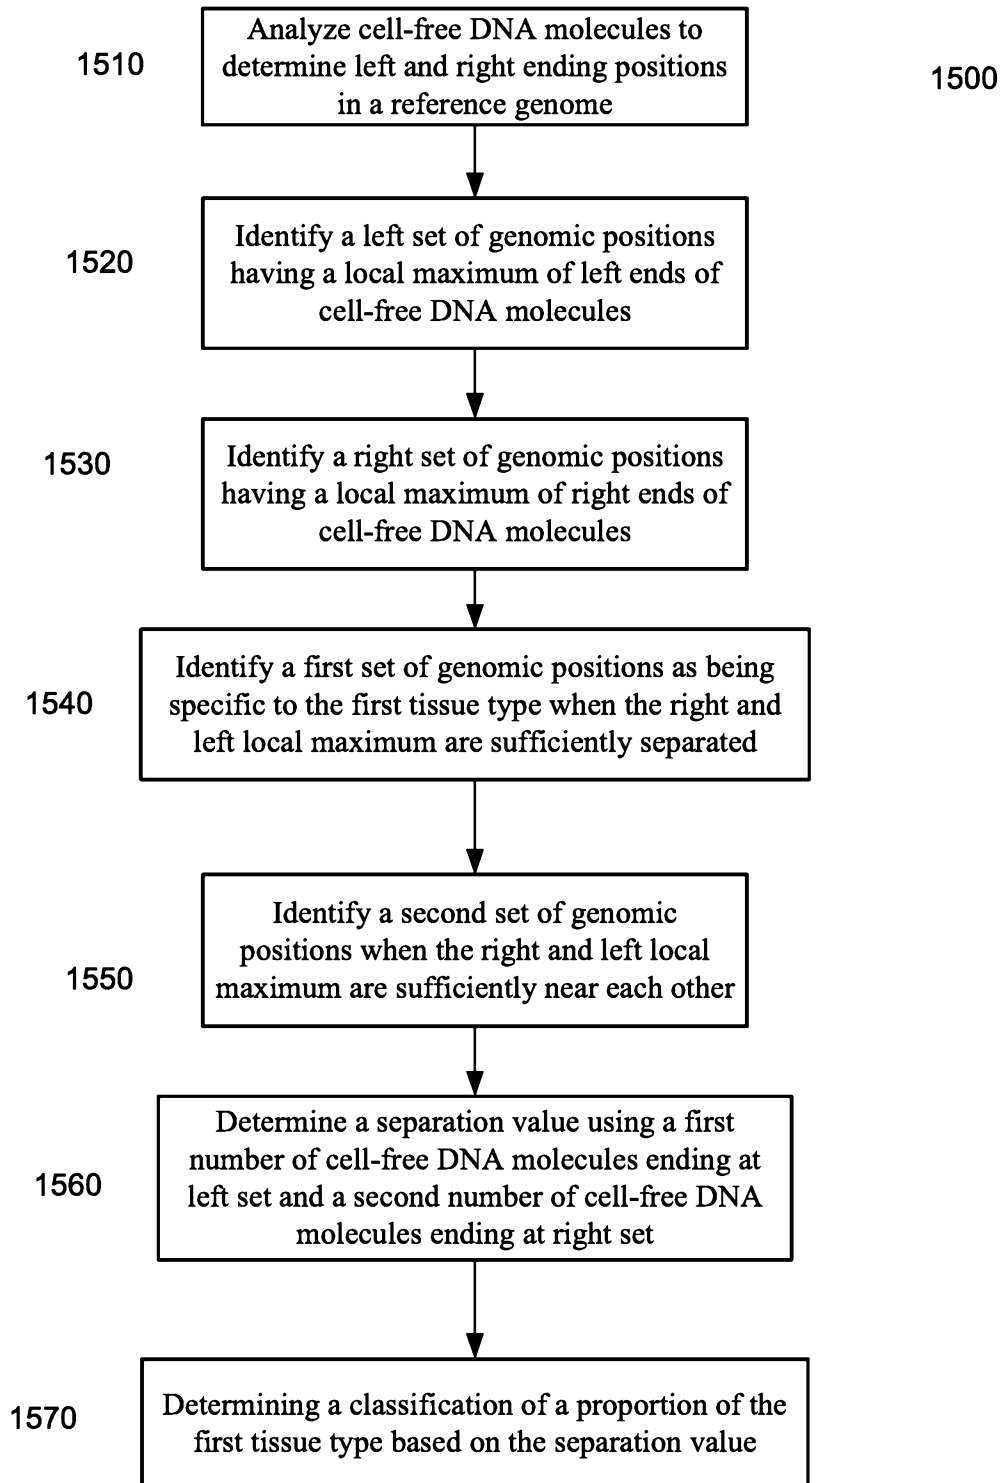 Analyze cell-free DNA molecules to
determine left and right ending positions
in a reference genome
1510
1500
Identify a left set of genomic positions
having a local maximum of left ends of
cell-free DNA molecules
1520
Identify a right set of genomic positions
having a local maximum of right ends of
cell-free DNA molecules
1530
Identify a first set of genomic positions as being
specific to the first tissue type when the right and
left local maximum are sufficiently separated
1540
Identify a second set of genomic
positions when the right and left local
maximum are sufficiently near each other
1550
Determine a separation value using a first
number of cell-free DNA molecules ending at
left set and a second number of cell-free DNA
molecules ending at right set
1560
Determining a classification of a proportion of the
first tissue type based on the separation value
1570